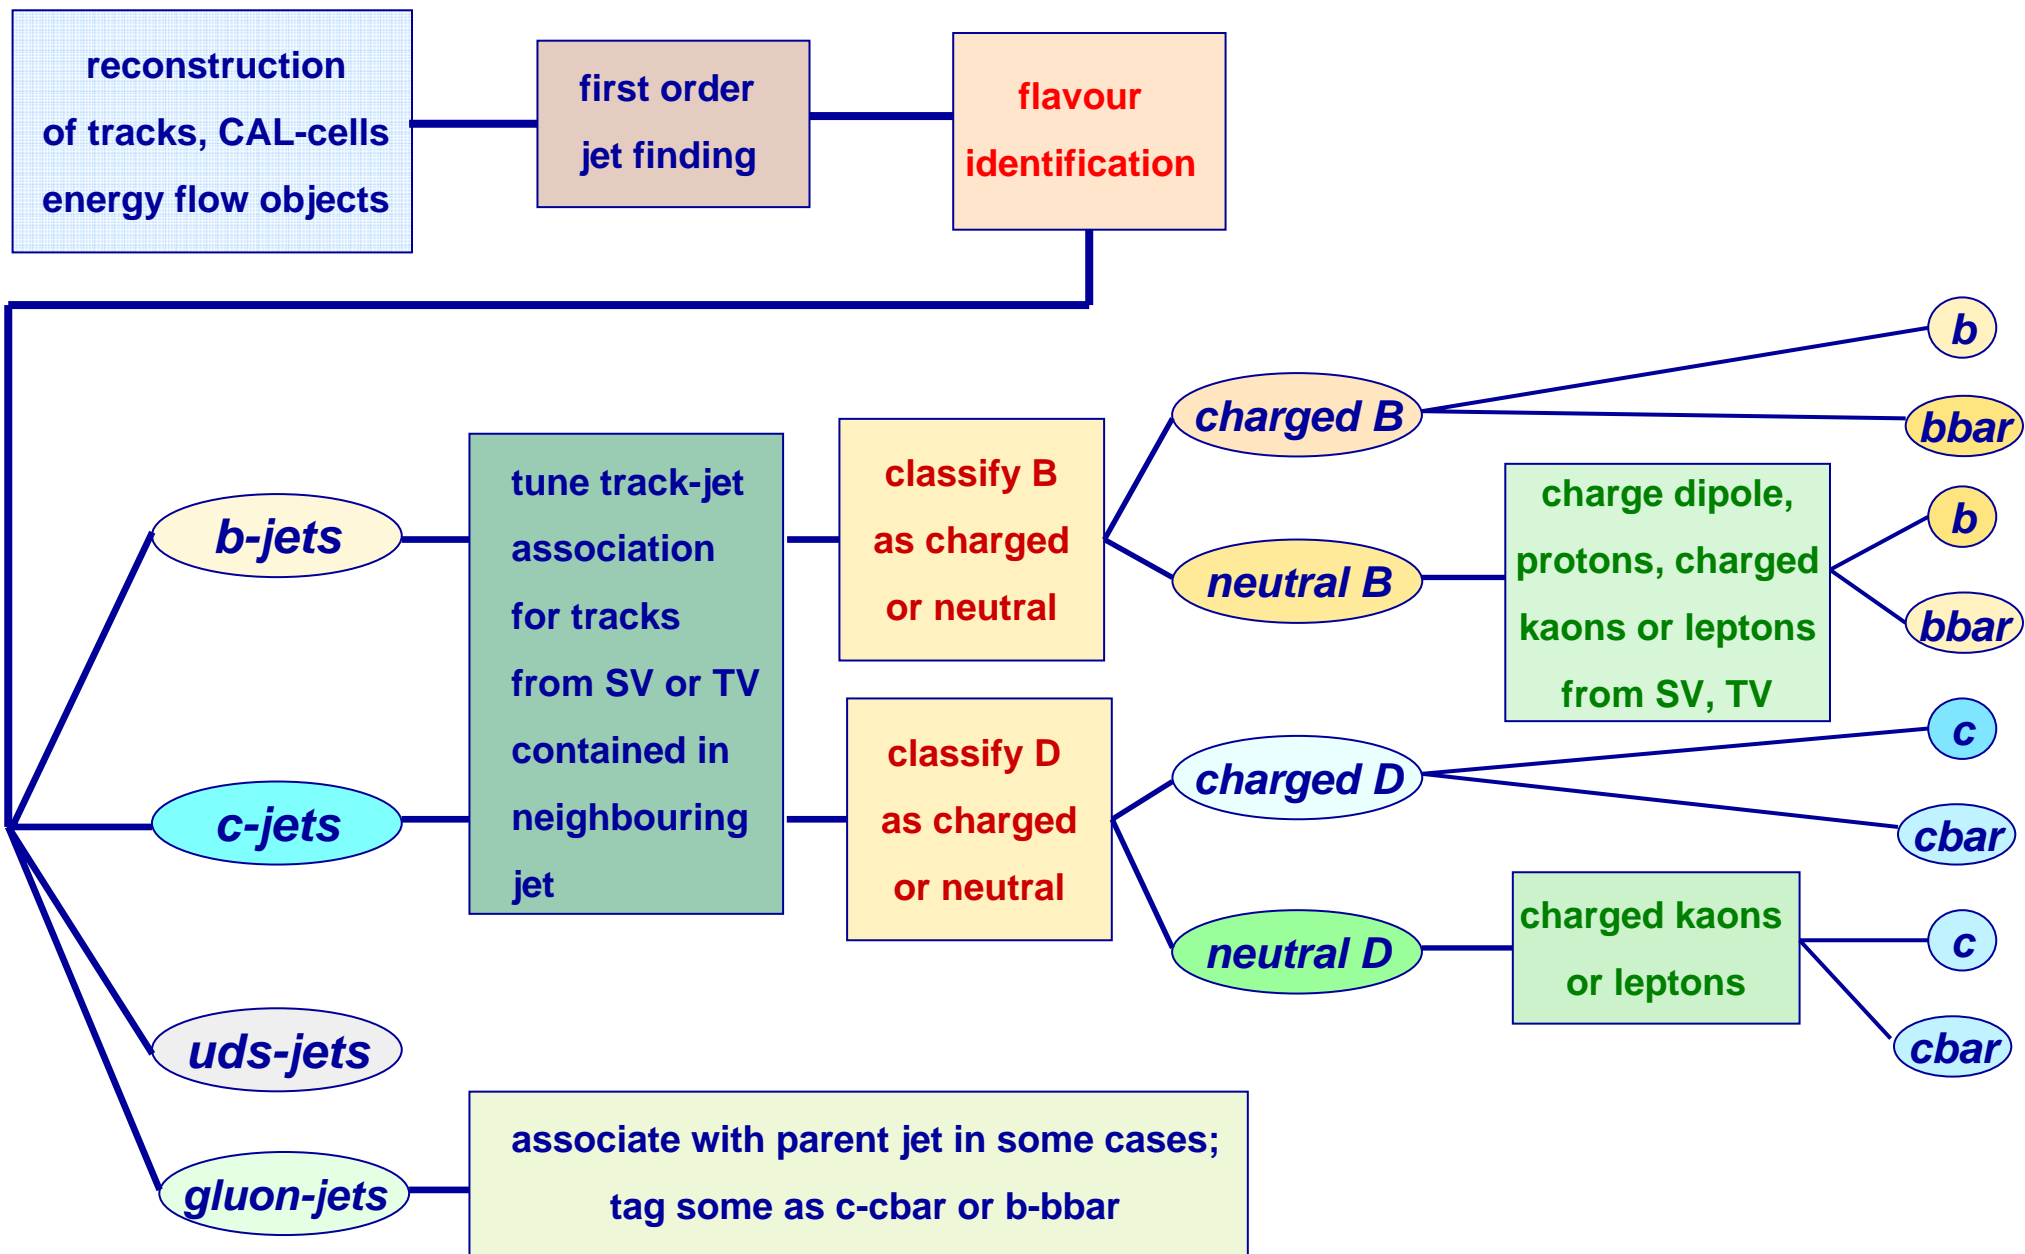 reconstruction
of tracks, CAL-cells
energy flow objects
first order
jet finding
flavour
identification
b-jets
c-jets
uds-jets
gluon-jets
tune track-jet
association
for tracks
from SV or TV
contained in
neighbouring
jet
classify B
as charged
or neutral
classify D
as charged
or neutral
charged B
neutral B
charge dipole,
protons, charged
kaons or leptons
from SV, TV
b
bbar
b
bbar
charged D
neutral D
charged kaons
or leptons
c
cbar
c
cbar
associate with parent jet in some cases;
tag some as c-cbar or b-bbar